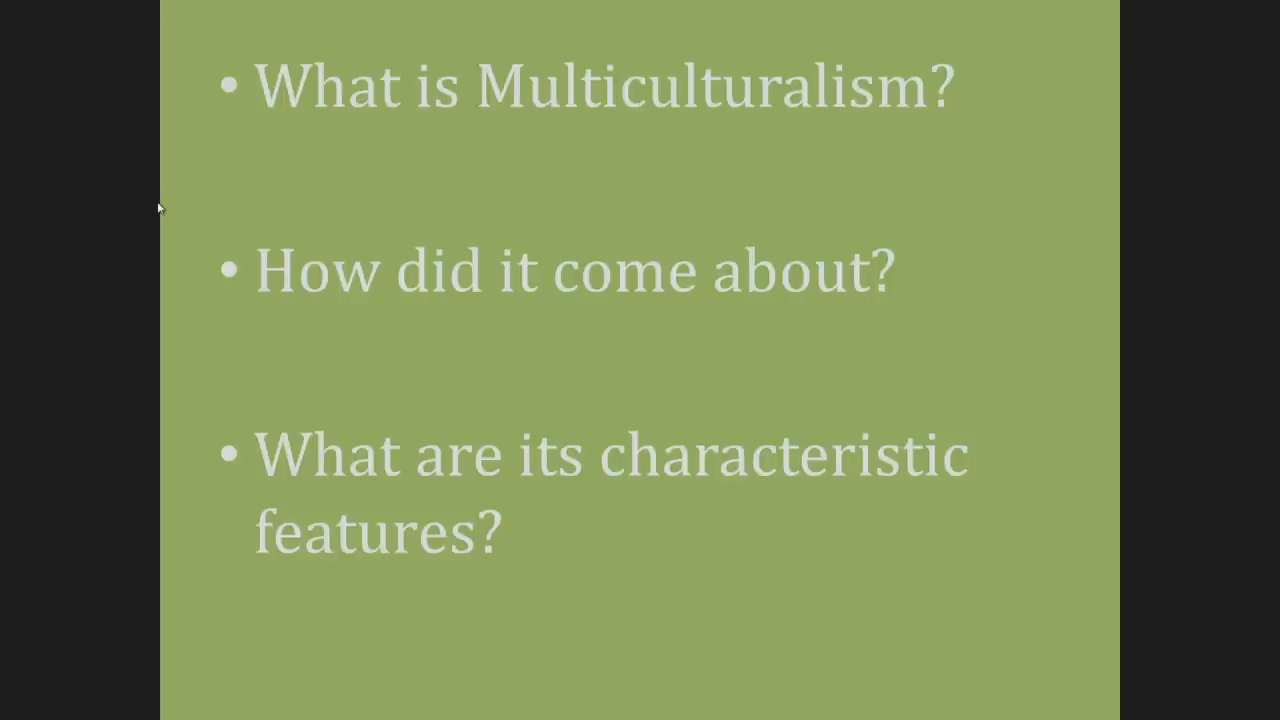 • What is Multiculturalism?
• How did it come about?
• What are its characteristic
features?